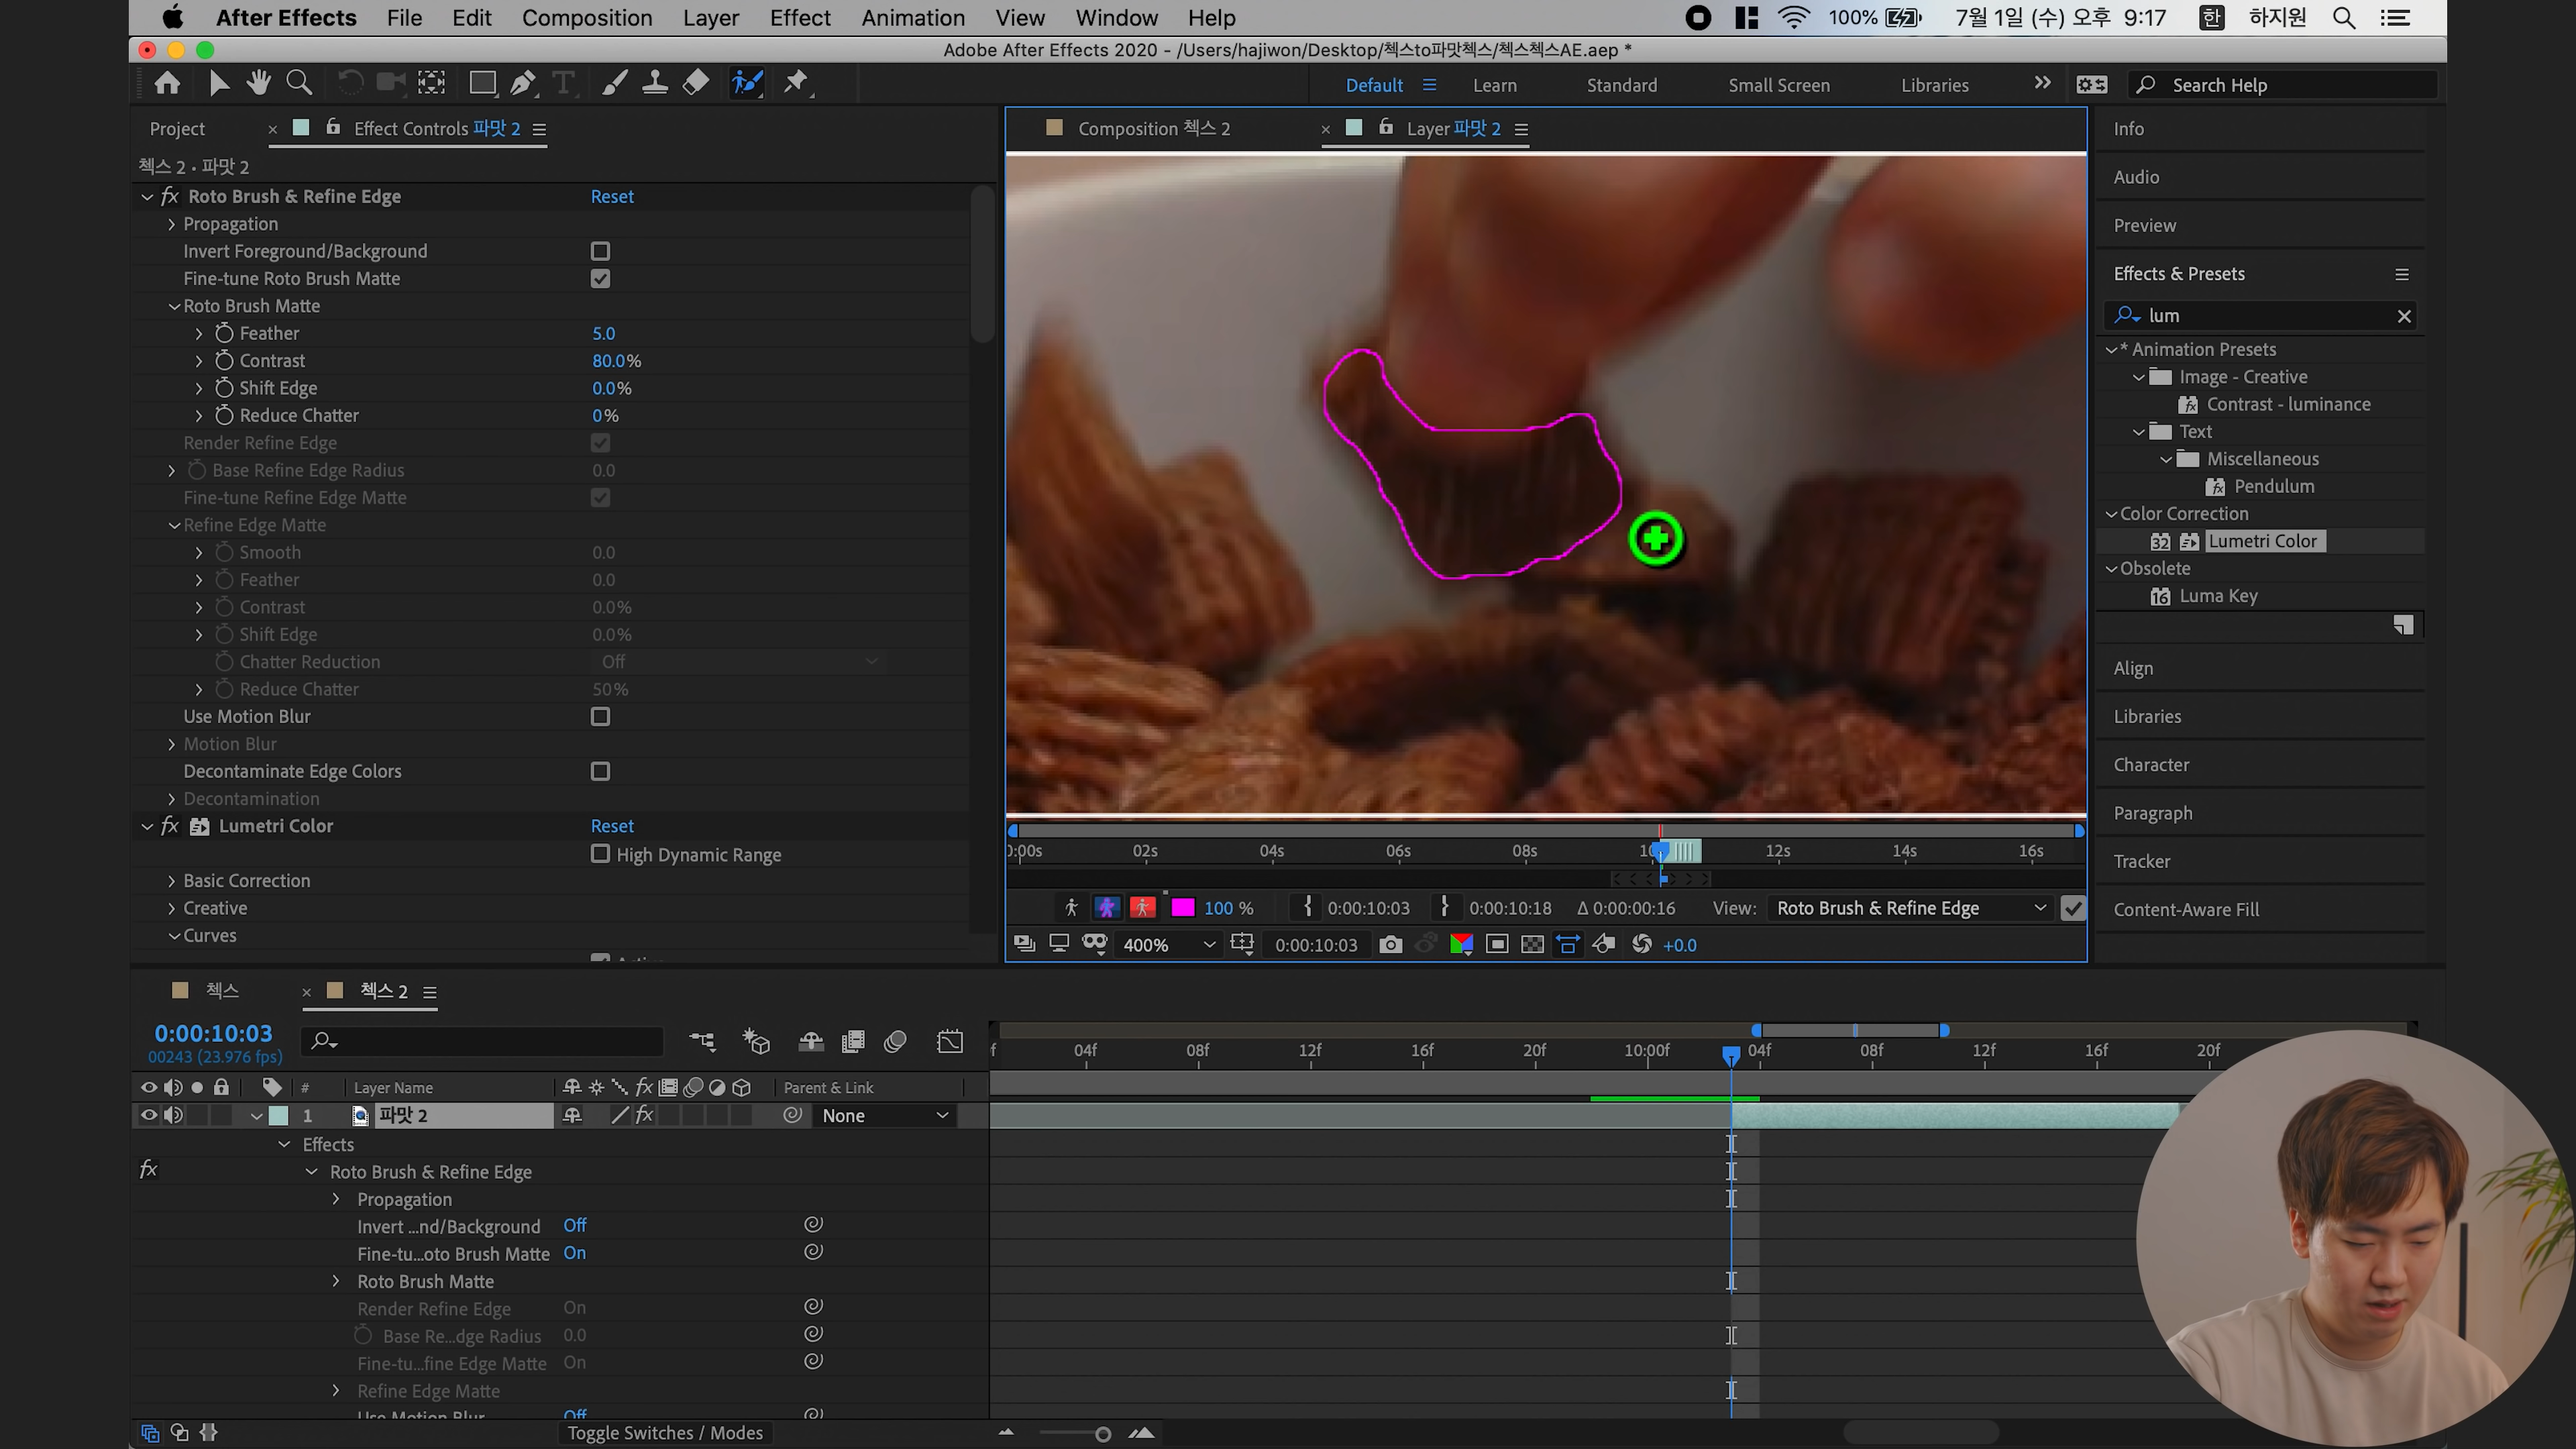 After Effects File Edit Composition Layer Effect Animation View Window Help 100% 7월 1일 (수) 오후 9:17 한 하지원
Adobe After Effects 2020 - /Users/hajiwon/Desktop/첵스to파맛첵스/첵스첵스AE.aep *
Default Learn Standard Small Screen Libraries Search Help
Project Effect Controls 파맛 2
첵스 2 • 파맛 2
fx Roto Brush & Refine Edge Reset
Propagation
Invert Foreground/Background
Fine-tune Roto Brush Matte
Roto Brush Matte
Feather 5.0
Contrast 80.0%
Shift Edge 0.0%
Reduce Chatter 0%
Render Refine Edge
Base Refine Edge Radius 0.0
Fine-tune Refine Edge Matte
Refine Edge Matte
Smooth 0.0
Feather 0.0
Contrast 0.0%
Shift Edge 0.0%
Chatter Reduction Off
Reduce Chatter 50%
Use Motion Blur
Motion Blur
Decontaminate Edge Colors
Decontamination
fx Lumetri Color Reset
High Dynamic Range
Basic Correction
Creative
Curves
Composition 첵스 2 Layer 파맛 2
02s 04s 06s 08s 12s 14s 16s
100 % 0:00:10:03 0:00:10:18 Δ 0:00:00:16 View: Roto Brush & Refine Edge
400% 0:00:10:03 +0.0
Info
Audio
Preview
Effects & Presets
lum
* Animation Presets
Image - Creative
Contrast - luminance
Text
Miscellaneous
Pendulum
Color Correction
32 Lumetri Color
Obsolete
16 Luma Key
Align
Libraries
Character
Paragraph
Tracker
Content-Aware Fill
첵스 첵스 2
0:00:10:03
00243 (23.976 fps)
04f 08f 12f 16f 20f 10:00f 04f 08f 12f 16f 20f
# Layer Name fx Parent & Link
1 파맛 2 fx None
Effects
fx Roto Brush & Refine Edge
Propagation
Invert ...nd/Background Off
Fine-tu...oto Brush Matte On
Roto Brush Matte
Render Refine Edge On
Base Re...dge Radius 0.0
Fine-tu...fine Edge Matte On
Refine Edge Matte
Use Motion Blur Off
Toggle Switches / Modes